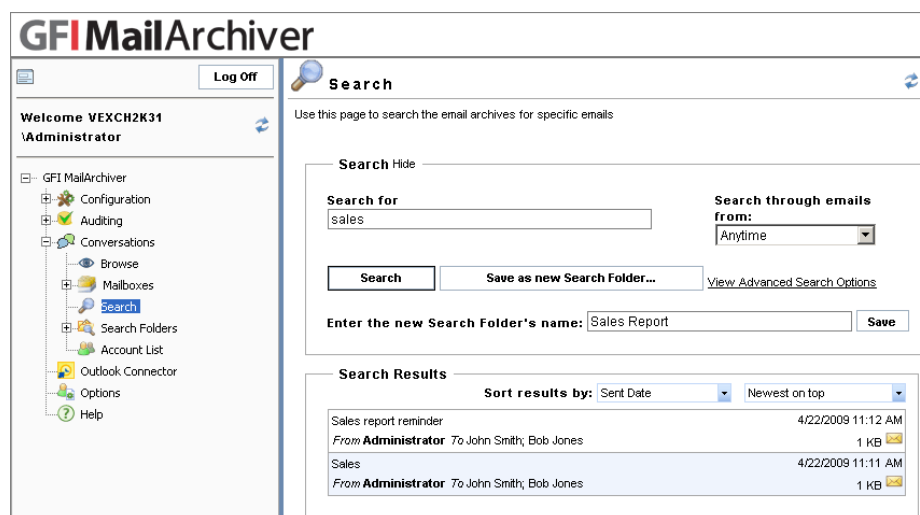 GFI MailArchiver
Log Off
Welcome VEXCH2K31
\Administrator
GFI MailArchiver
Configuration
Auditing
Conversations
Browse
Mailboxes
Search
Search Folders
Account List
Outlook Connector
Options
Help
Search
Use this page to search the email archives for specific emails
Search Hide
Search for
sales
Search through emails
from:
Anytime
Search
Save as new Search Folder...
View Advanced Search Options
Enter the new Search Folder's name: Sales Report
Save
Search Results
Sort results by: Sent Date
Newest on top
Sales report reminder 4/22/2009 11:12 AM
From Administrator To John Smith; Bob Jones 1 KB
Sales 4/22/2009 11:11 AM
From Administrator To John Smith; Bob Jones 1 KB